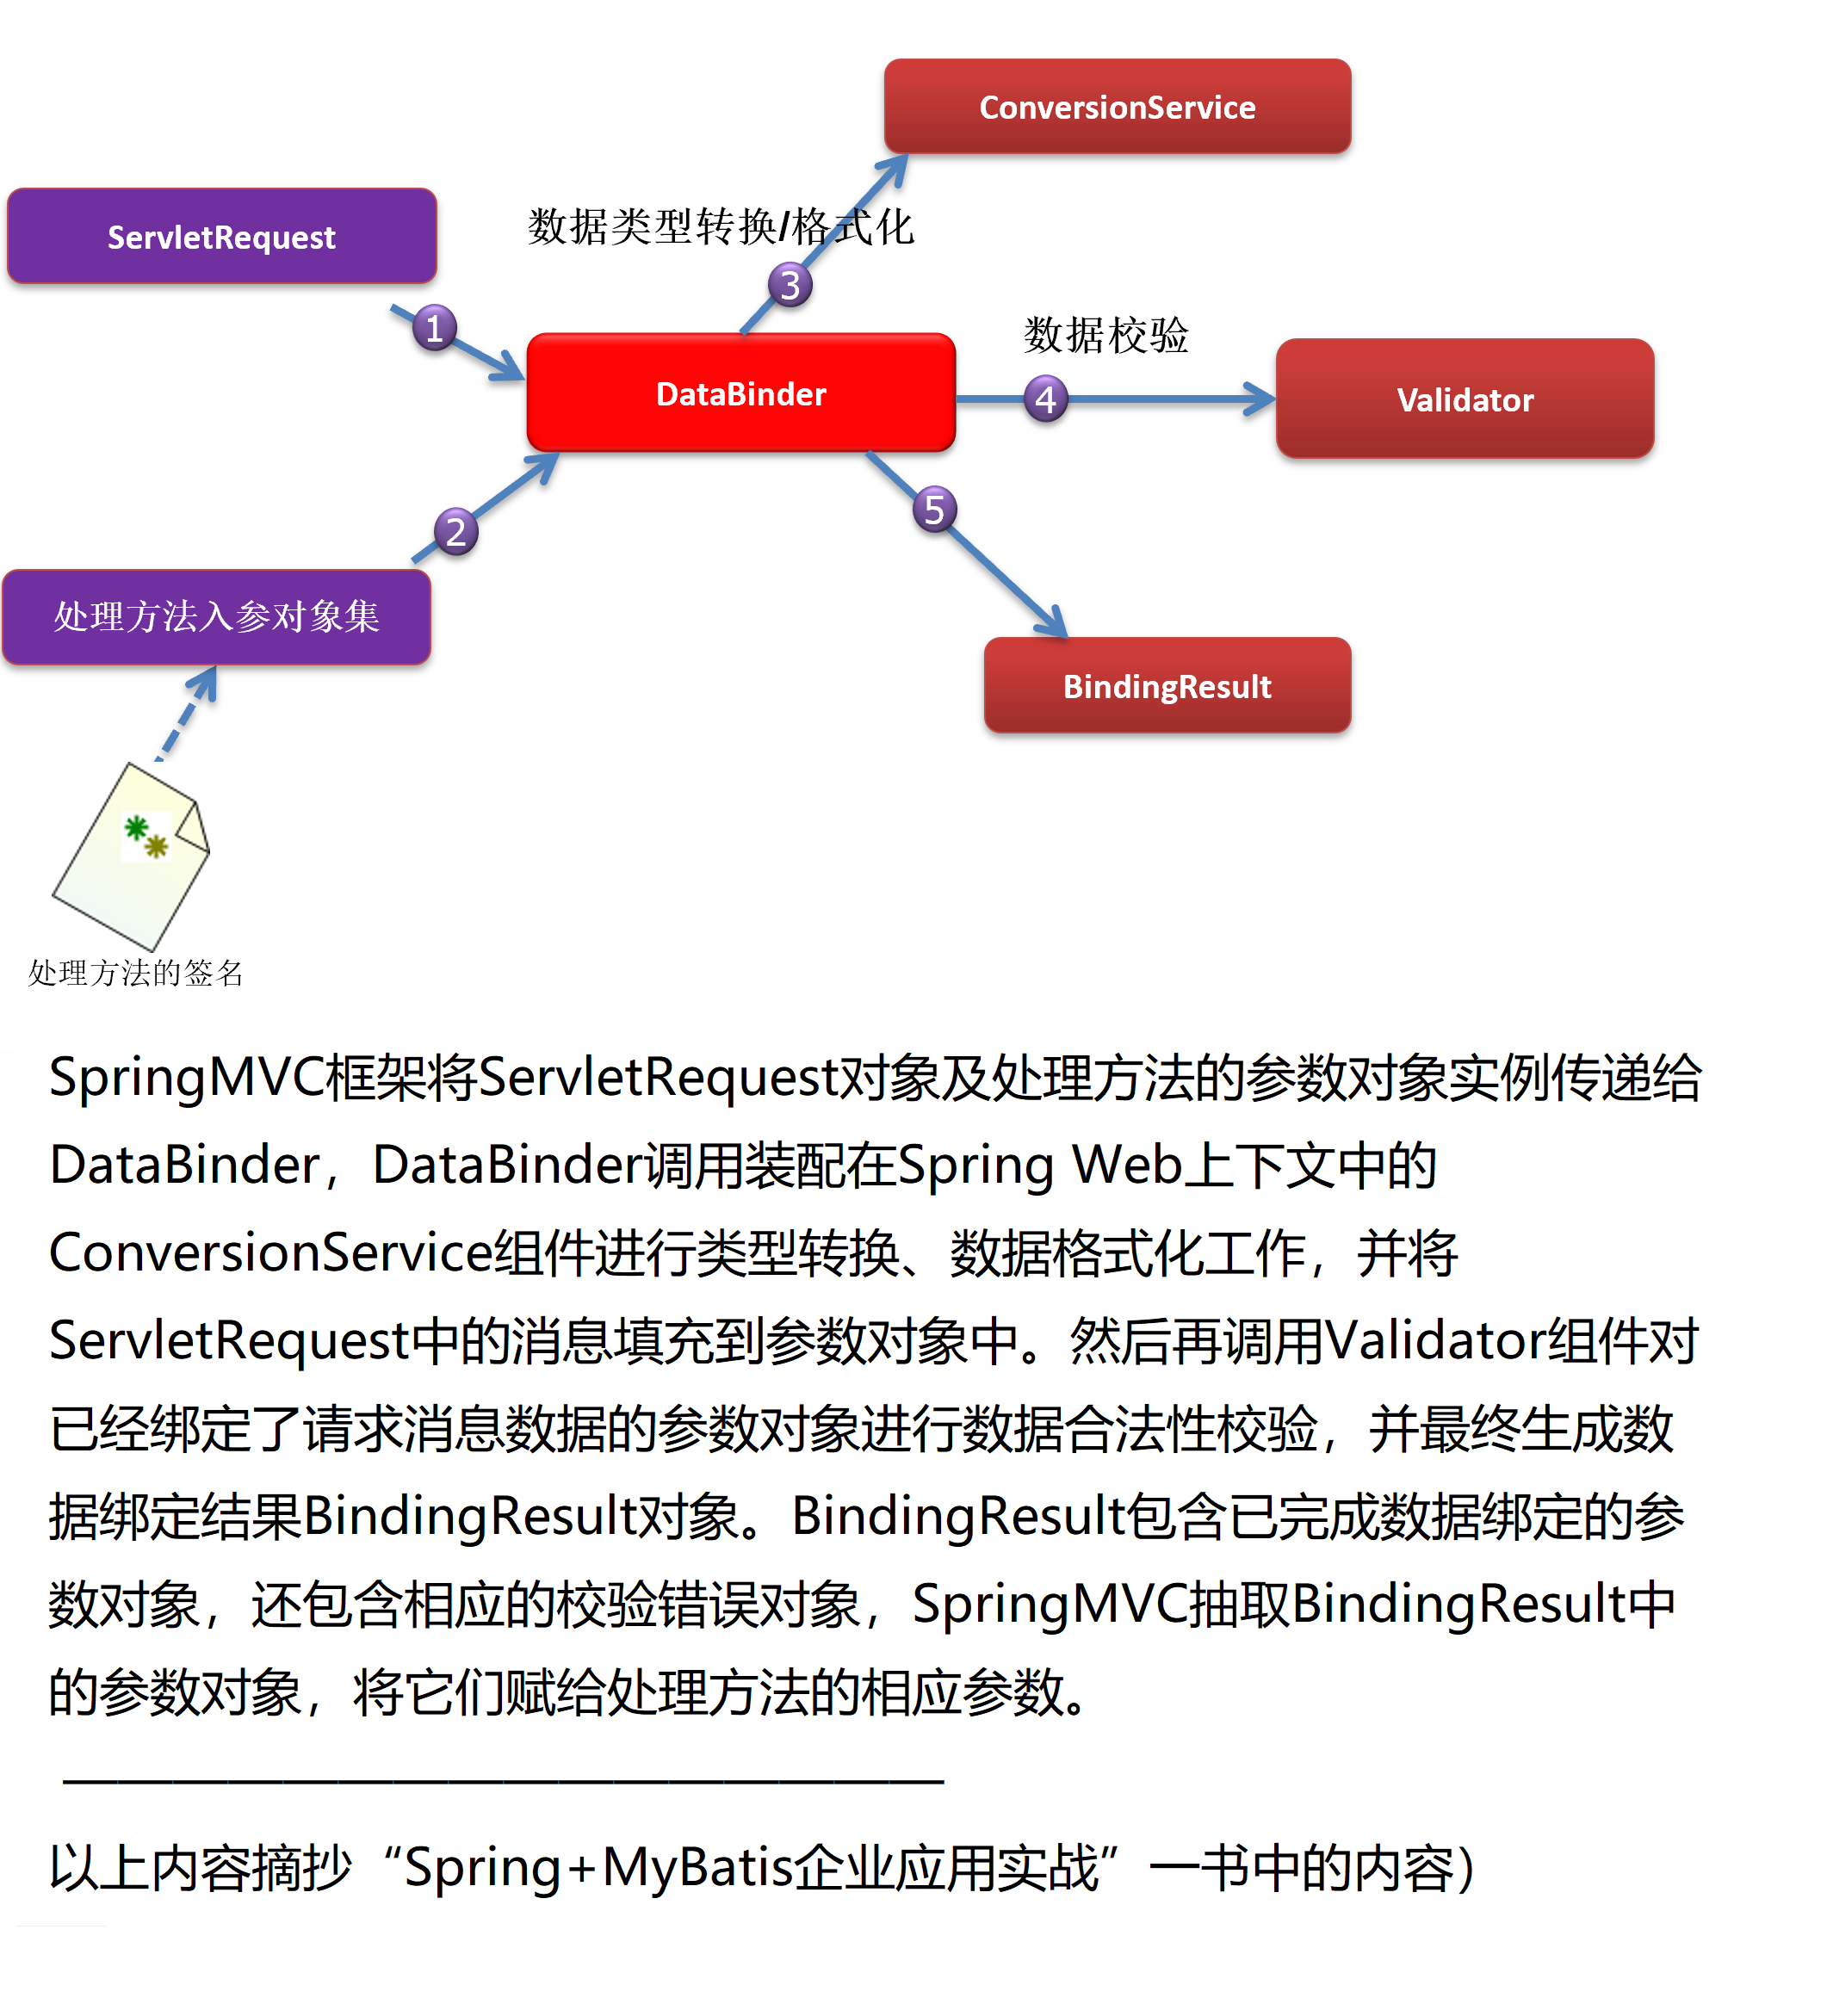 ConversionService
ServletRequest
数据类型转换/格式化
3
1
数据校验
DataBinder
4
Validator
5
2
处理方法入参对象集
BindingResult
处理方法的签名
SpringMVC框架将ServletRequest对象及处理方法的参数对象实例传递给
DataBinder，DataBinder调用装配在Spring Web上下文中的
ConversionService组件进行类型转换、数据格式化工作，并将
ServletRequest中的消息填充到参数对象中。然后再调用Validator组件对
已经绑定了请求消息数据的参数对象进行数据合法性校验，并最终生成数
据绑定结果BindingResult对象。BindingResult包含已完成数据绑定的参
数对象，还包含相应的校验错误对象，SpringMVC抽取BindingResult中
的参数对象，将它们赋给处理方法的相应参数。
————————————————
以上内容摘抄“Spring+MyBatis企业应用实战”一书中的内容）